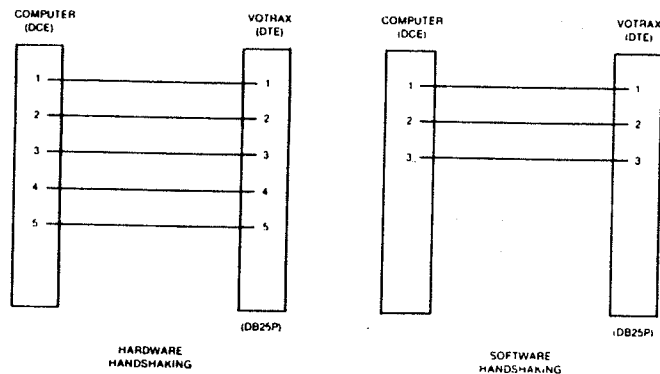 COMPUTER
(DCE)
VOTRAX
(DTE)
1 1
2 2
3 3
4 4
5 5
(DB25P)
HARDWARE
HANDSHAKING
COMPUTER
(DCE)
VOTRAX
(DTE)
1 1
2 2
3 3
(DB25P)
SOFTWARE
HANDSHAKING